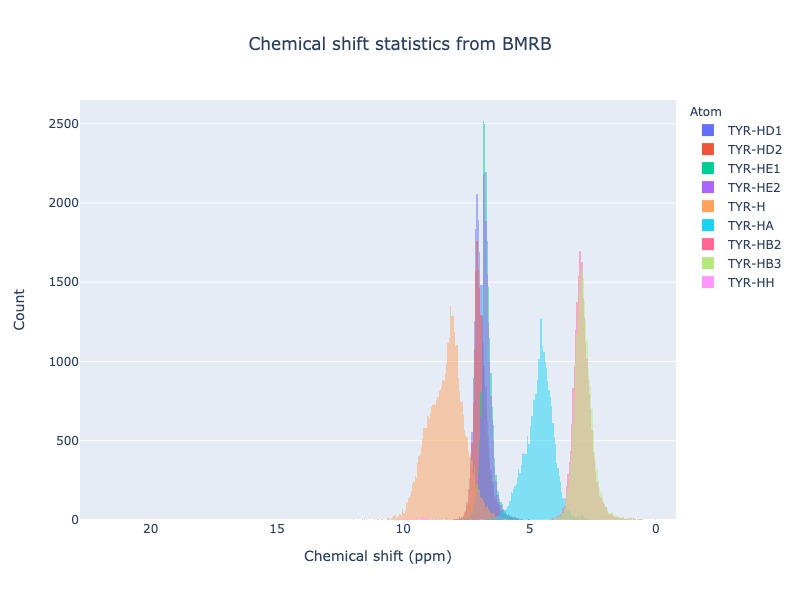 Chemical shift statistics from BMRB
Atom
TYR-HD1
TYR-HD2
TYR-HE1
TYR-HE2
TYR-H
TYR-HA
TYR-HB2
TYR-HB3
TYR-HH
Count
2500
2000
1500
1000
500
0
20
15
10
5
0
Chemical shift (ppm)